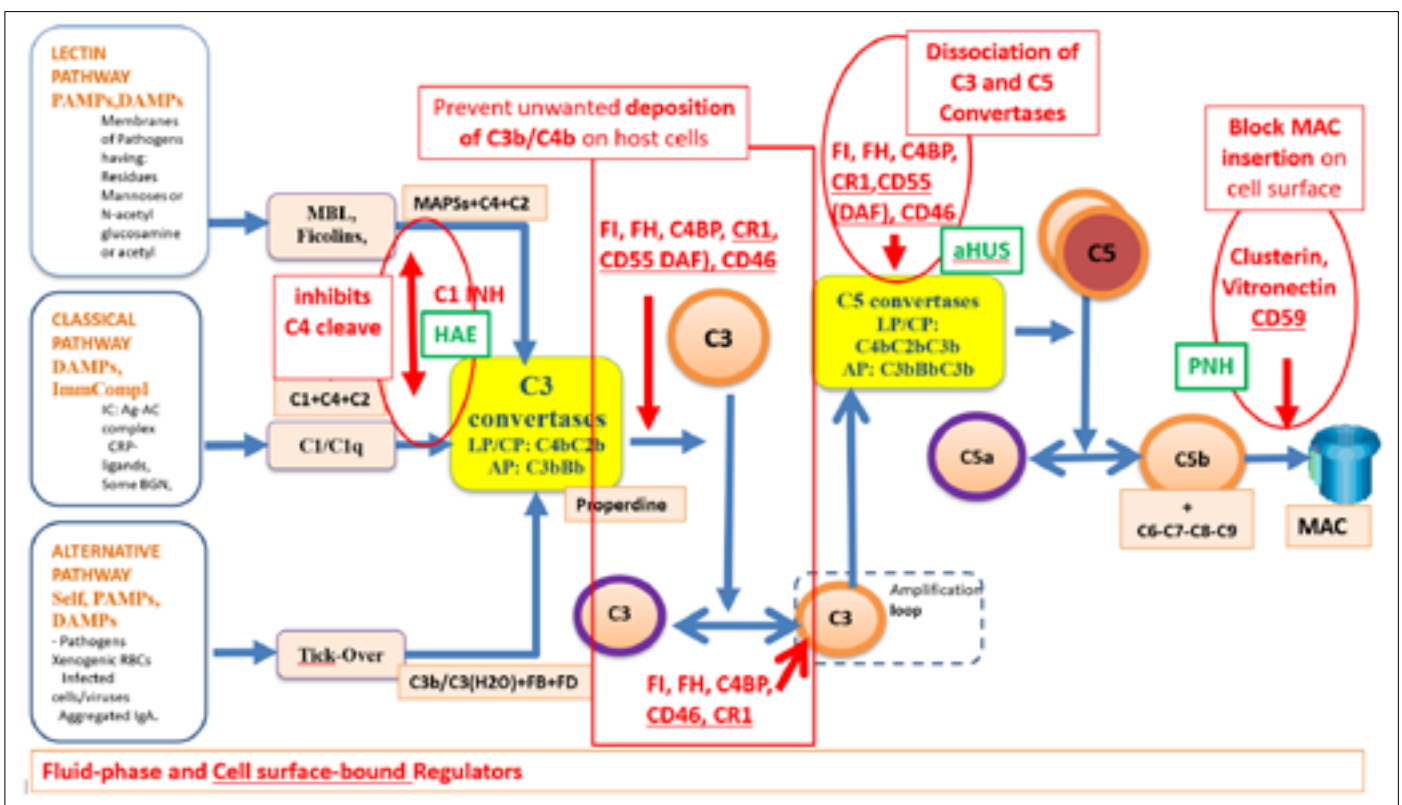 LECTIN
PATHWAY
PAMPs,DAMPs
Membranes
of Pathogens
having:
Residues
Mannoses or
N-acetyl
glucosamine
or acetyl
CLASSICAL
PATHWAY
DAMPs,
ImmCompl
IC: Ag-AC
complex
CRP-
ligands,
Some BGN,
ALTERNATIVE
PATHWAY
Self, PAMPs,
DAMPs
- Pathogens
Xenogenic RBCs
Infected
cells/viruses
Aggregated IgA.
MBL,
Ficolins,
MAPSs+C4+C2
inhibits
C4 cleave
C1 INH
HAE
C1+C4+C2
C1/C1q
Tick-Over
C3b/C3(H2O)+FB+FD
C3
convertases
LP/CP: C4bC2b
AP: C3bBb
Properdine
Prevent unwanted deposition
of C3b/C4b on host cells
FI, FH, C4BP, CR1,
CD55 DAF), CD46
C3
C3
C3
Amplification
loop
FI, FH, C4BP,
CD46, CR1
Dissociation of
C3 and C5
Convertases
FI, FH, C4BP,
CR1,CD55
(DAF), CD46
aHUS
C5 convertases
LP/CP:
C4bC2bC3b
AP: C3bBbC3b
C5
C5a
C5b
+
C6-C7-C8-C9
Block MAC
insertion on
cell surface
Clusterin,
Vitronectin
CD59
PNH
MAC
Fluid-phase and Cell surface-bound Regulators